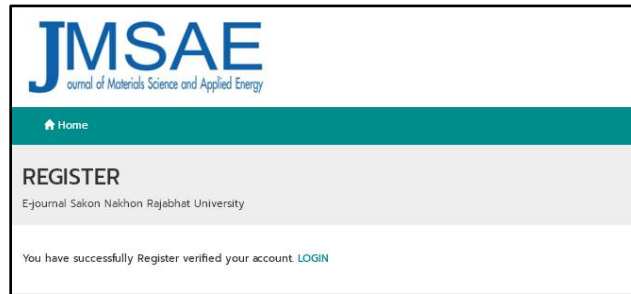 JMSAE
Journal of Materials Science and Applied Energy
Home
REGISTER
E-journal Sakon Nakhon Rajabhat University
You have successfully Register verified your account. LOGIN